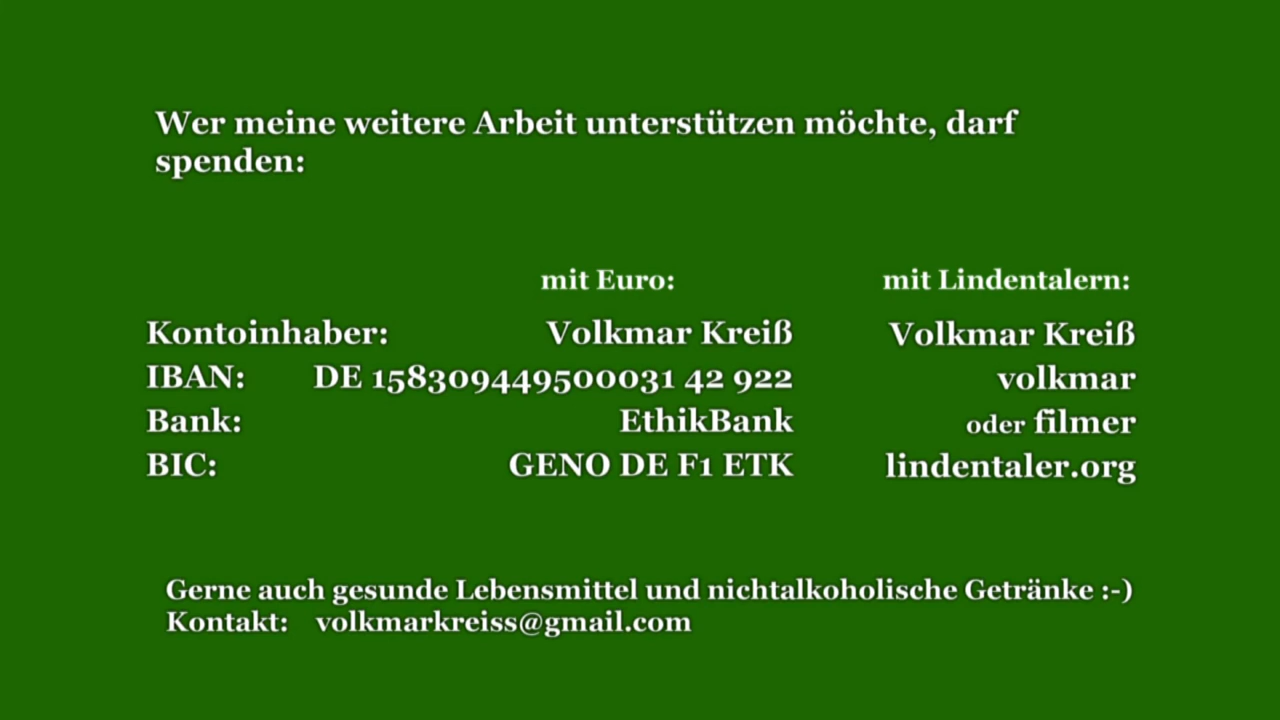 Wer meine weitere Arbeit unterstützen möchte, darf
spenden:
mit Euro: mit Lindentalern:
Kontoinhaber: Volkmar Kreiß Volkmar Kreiß
IBAN: DE 158309449500031 42 922 volkmar
Bank: EthikBank oder filmer
BIC: GENO DE F1 ETK lindentaler.org
Gerne auch gesunde Lebensmittel und nichtalkoholische Getränke :-)
Kontakt: volkmarkreiss@gmail.com